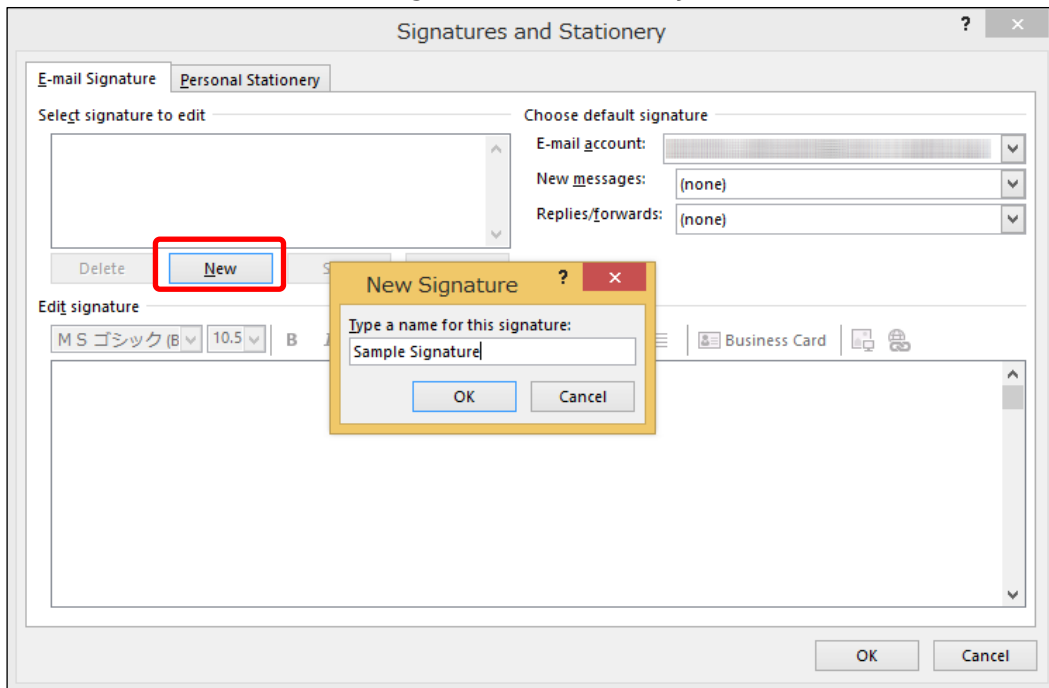 Signatures and Stationery ?
E-mail Signature Personal Stationery
Select signature to edit
Choose default signature
E-mail account:
New messages: (none)
Replies/forwards: (none)
Delete New S
New Signature ?
Type a name for this signature:
Sample Signature
OK Cancel
Edit signature
ＭＳ ゴシック (B 10.5 B I Business Card
OK Cancel